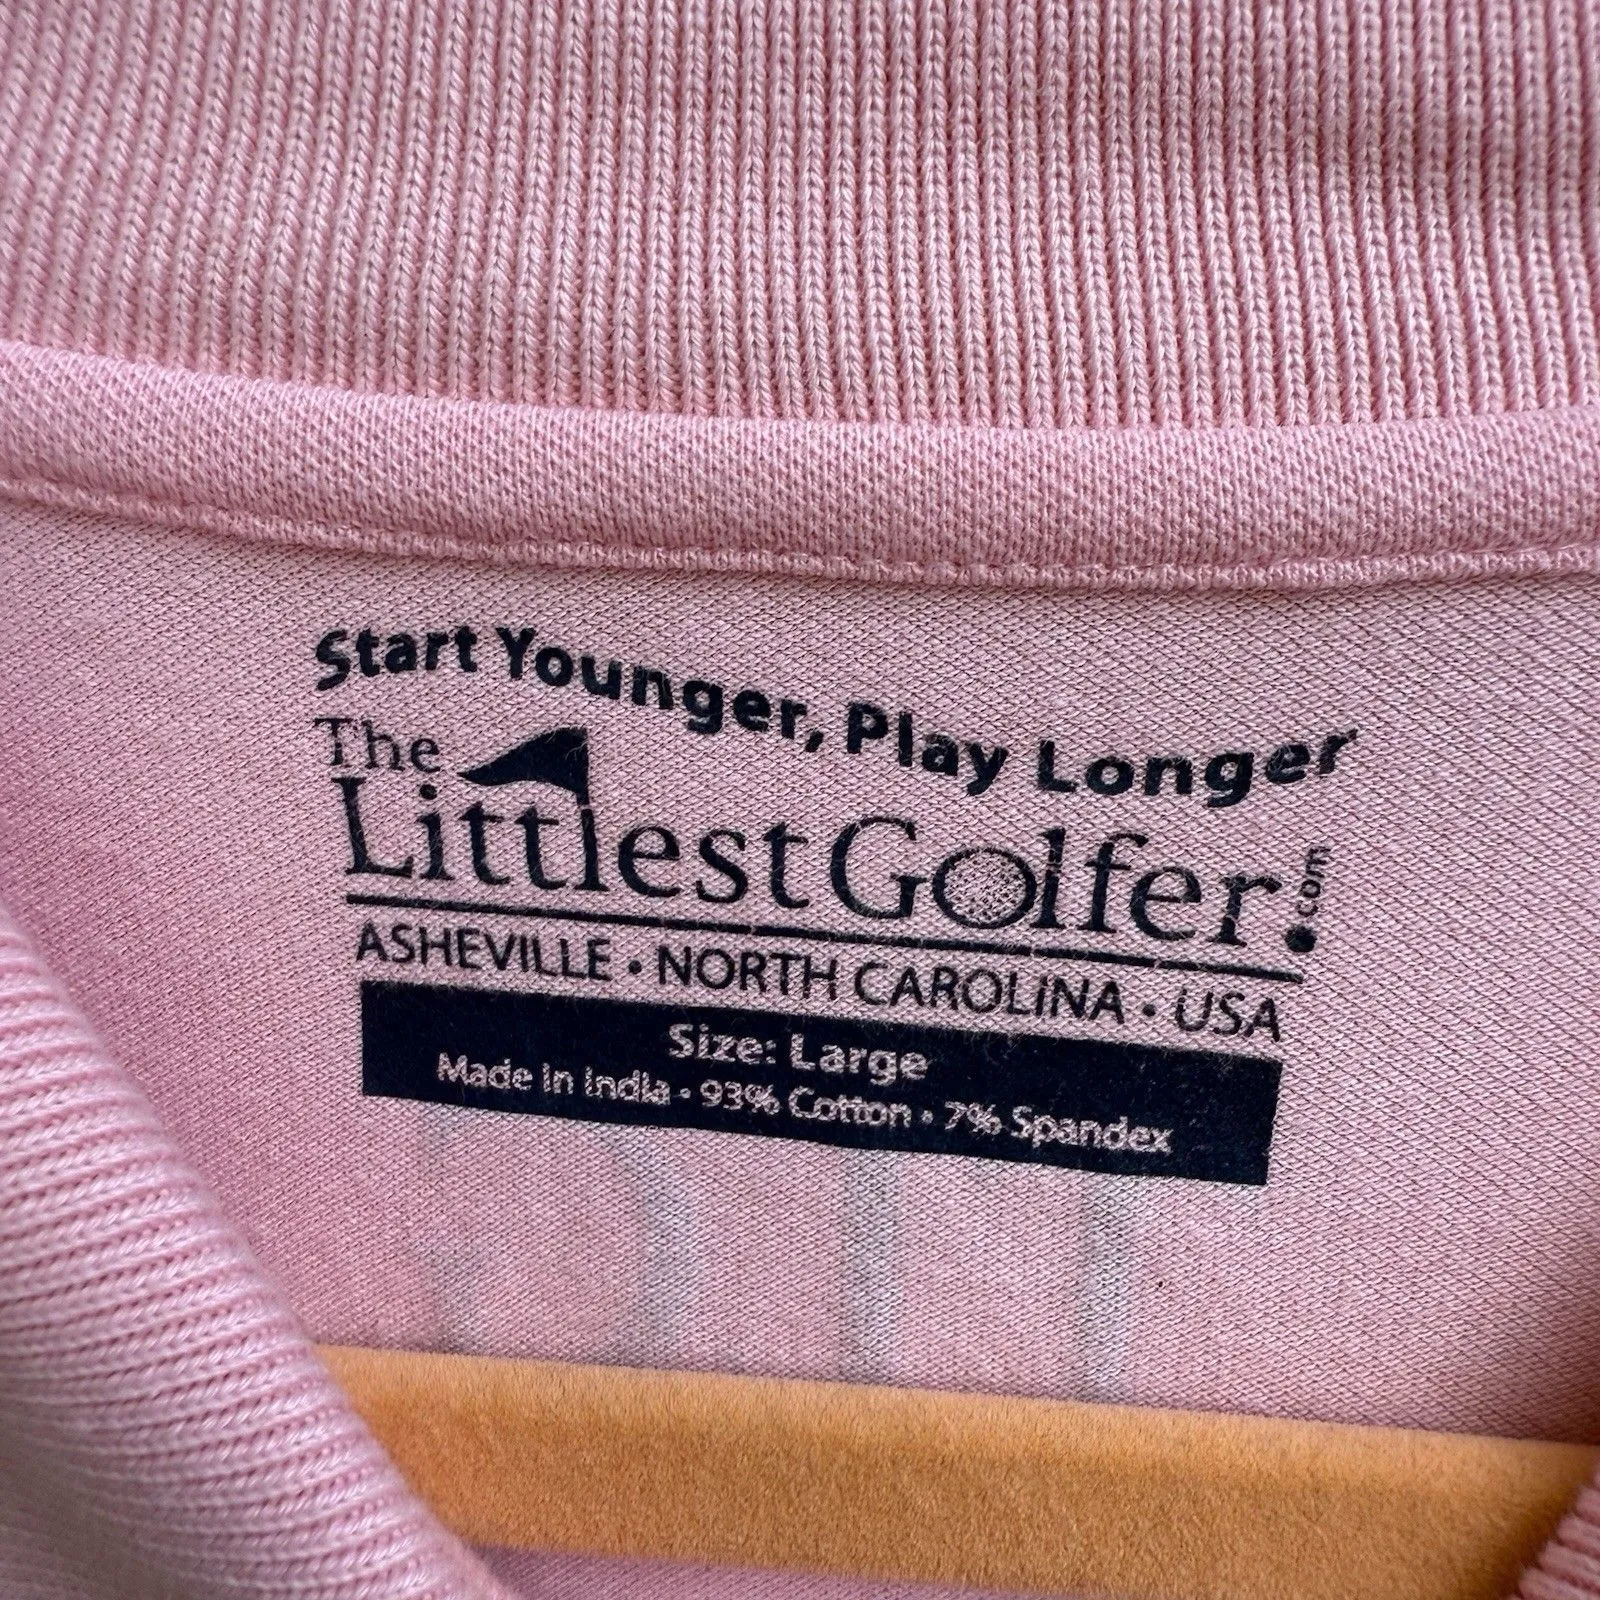 Start Younger, Play Longer
The
LittlestGolfer.com
ASHEVILLE • NORTH CAROLINA • USA
Size: Large
Made in India • 93% Cotton • 7% Spandex